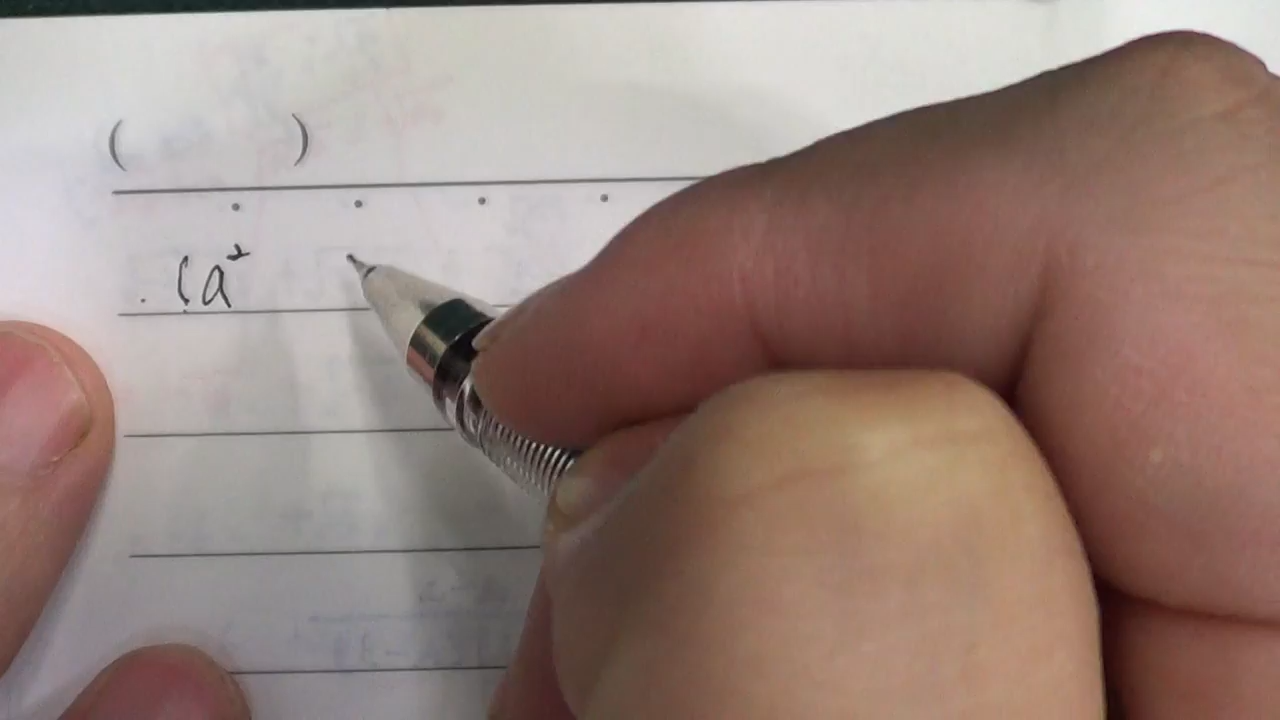 ( )
. (a²